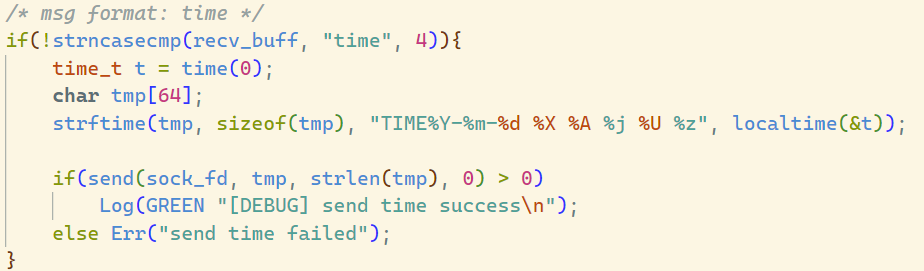 /* msg format: time */
if(!strncasecmp(recv_buff, "time", 4)){
    time_t t = time(0);
    char tmp[64];
    strftime(tmp, sizeof(tmp), "TIME%Y-%m-%d %X %A %j %U %z", localtime(&t));

    if(send(sock_fd, tmp, strlen(tmp), 0) > 0)
        Log(GREEN "[DEBUG] send time success\n");
    else Err("send time failed");
}